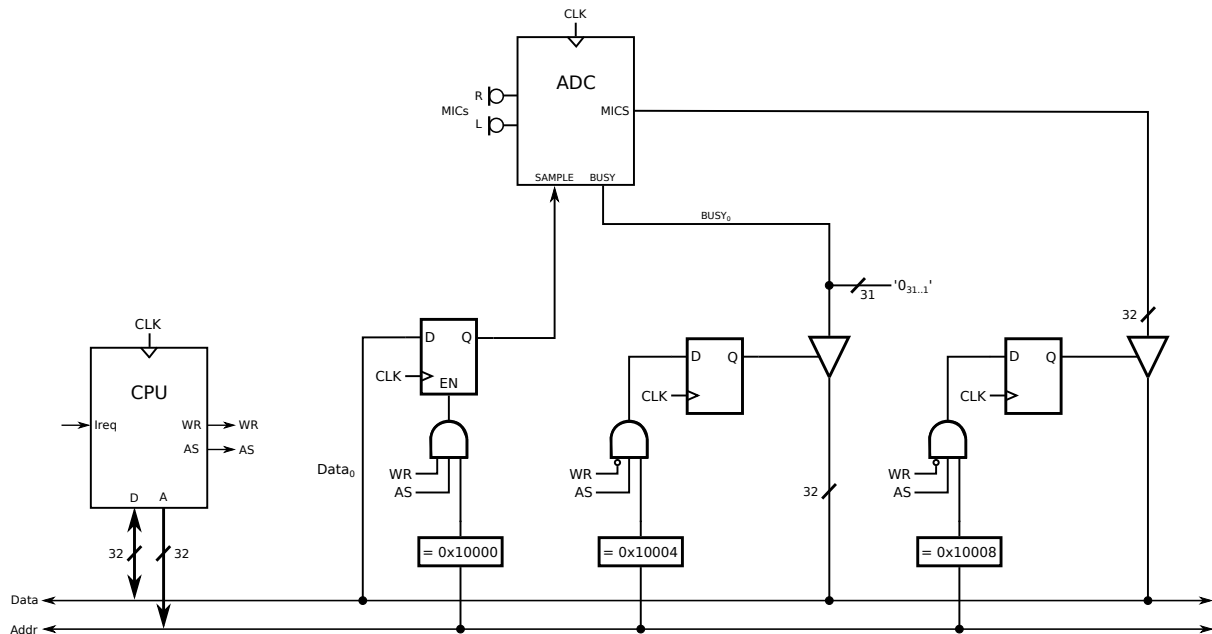 CLK
ADC
R
MICs
L
MICS
SAMPLE
BUSY
BUSY₀
31
'0₃₁..₁'
32
CLK
CPU
Ireq
WR
WR
AS
AS
D
A
32
32
D
Q
CLK
EN
Data₀
WR
AS
= 0x10000
D
Q
CLK
WR
AS
= 0x10004
32
D
Q
CLK
WR
AS
= 0x10008
Data
Addr